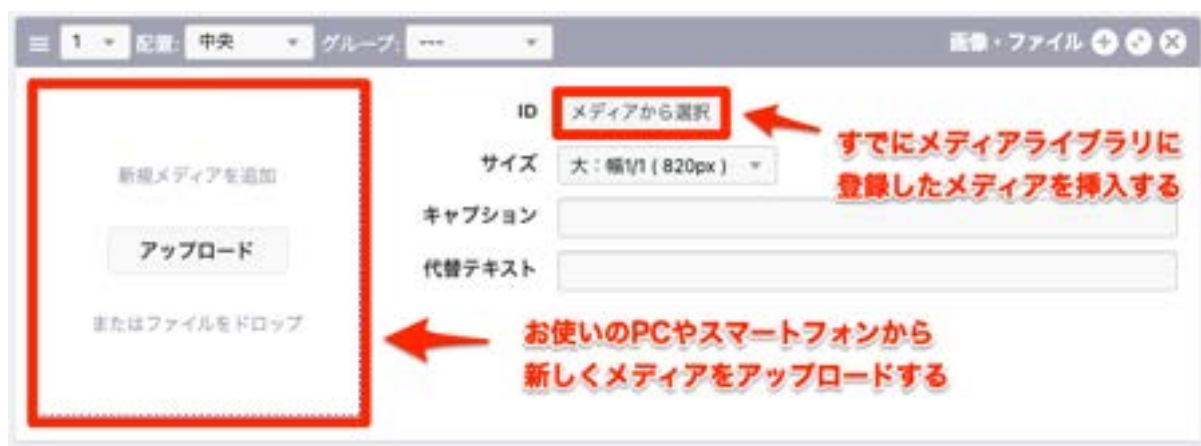 1 配置: 中央 グループ: --- 画像・ファイル
ID メディアから選択
すでにメディアライブラリに
登録したメディアを挿入する
新規メディアを追加
サイズ 大：幅1/1 ( 820px )
キャプション
アップロード
代替テキスト
またはファイルをドロップ
お使いのPCやスマートフォンから
新しくメディアをアップロードする